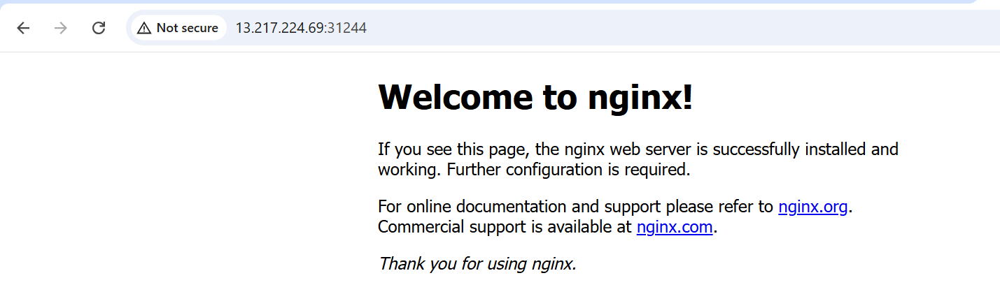 Not secure 13.217.224.69:31244
Welcome to nginx!
If you see this page, the nginx web server is successfully installed and
working. Further configuration is required.
For online documentation and support please refer to nginx.org.
Commercial support is available at nginx.com.
Thank you for using nginx.